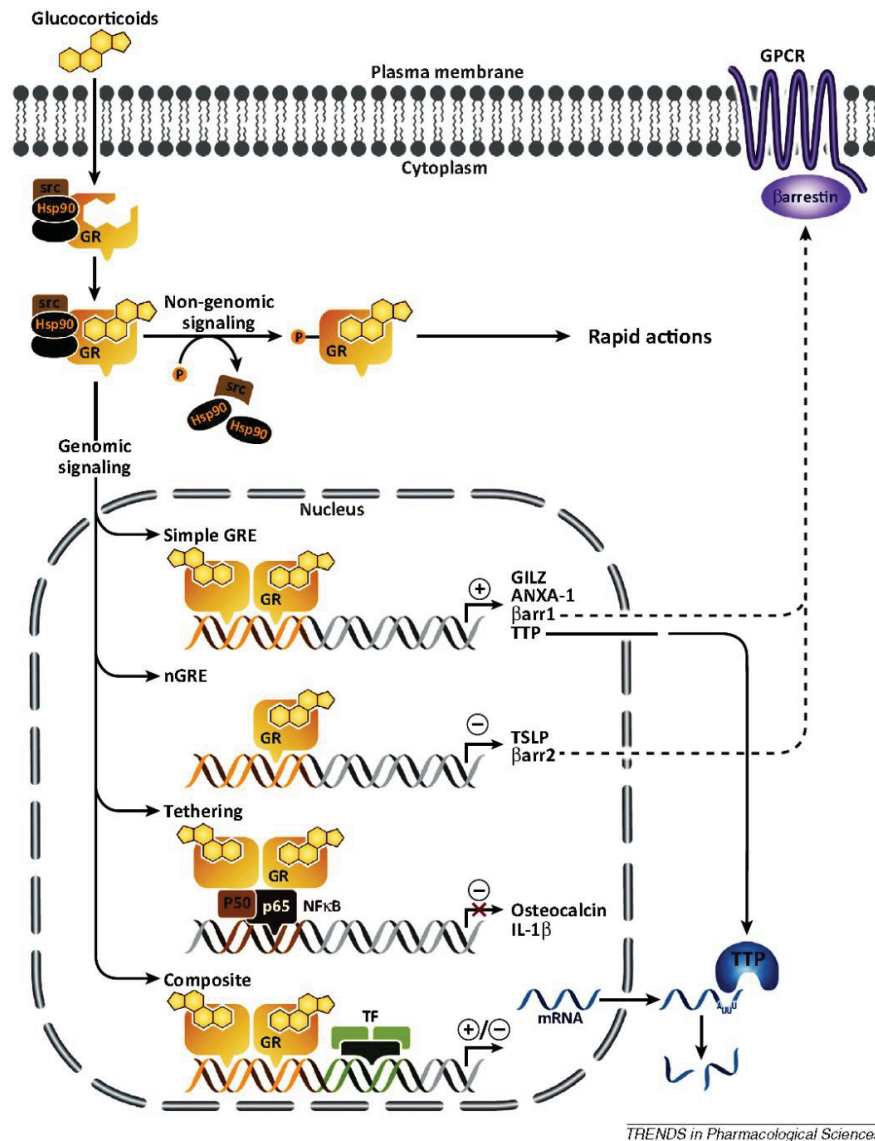 Glucocorticoids
Plasma membrane
GPCR
Cytoplasm
βarrestin
src
Hsp90
GR
src
Hsp90
GR
Non-genomic
signaling
P
src
Hsp90
Hsp90
P
GR
Rapid actions
Genomic
signaling
Nucleus
Simple GRE
GR
+
GILZ
ANXA-1
βarr1
TTP
nGRE
GR
−
TSLP
βarr2
Tethering
GR
P50
p65
NFκB
−
Osteocalcin
IL-1β
Composite
GR
TF
+/−
mRNA
TTP
TRENDS in Pharmacological Sciences